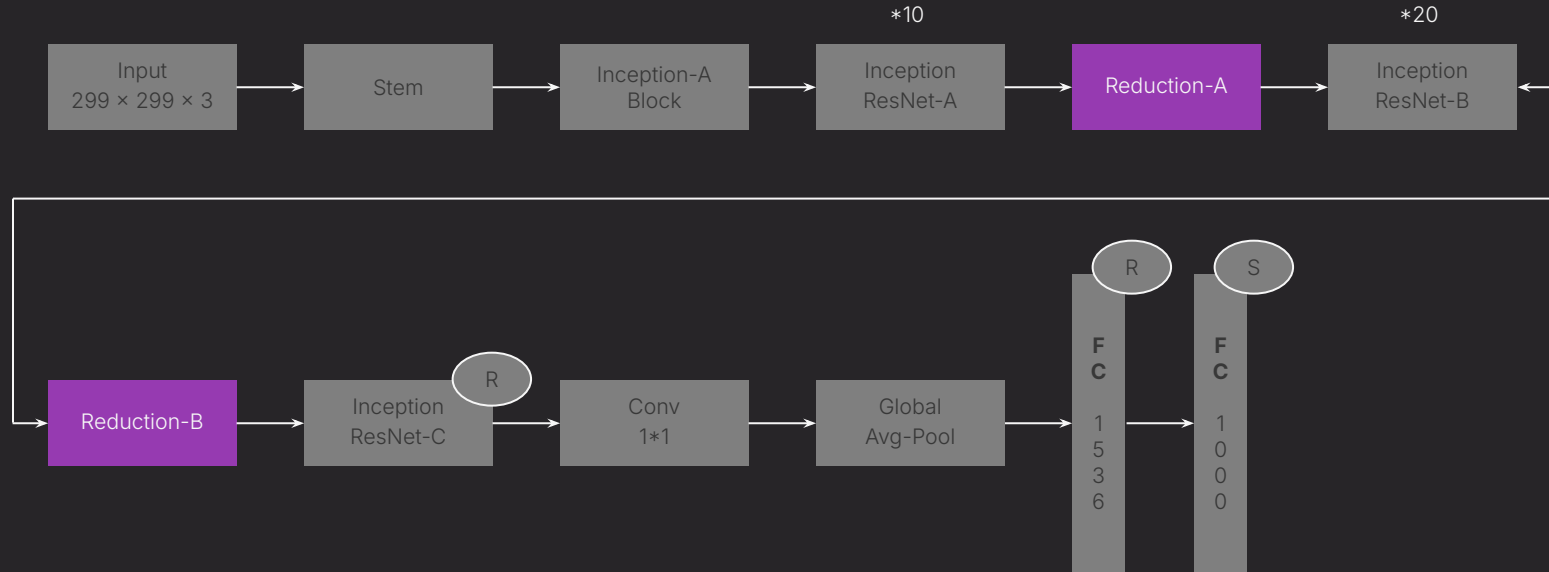 *10
*20
Input
299 × 299 × 3
Stem
Inception-A
Block
Inception
ResNet-A
Reduction-A
Inception
ResNet-B
R
S
R
Reduction-B
Inception
ResNet-C
Conv
1*1
Global
Avg-Pool
F
C
1
5
3
6
F
C
1
0
0
0